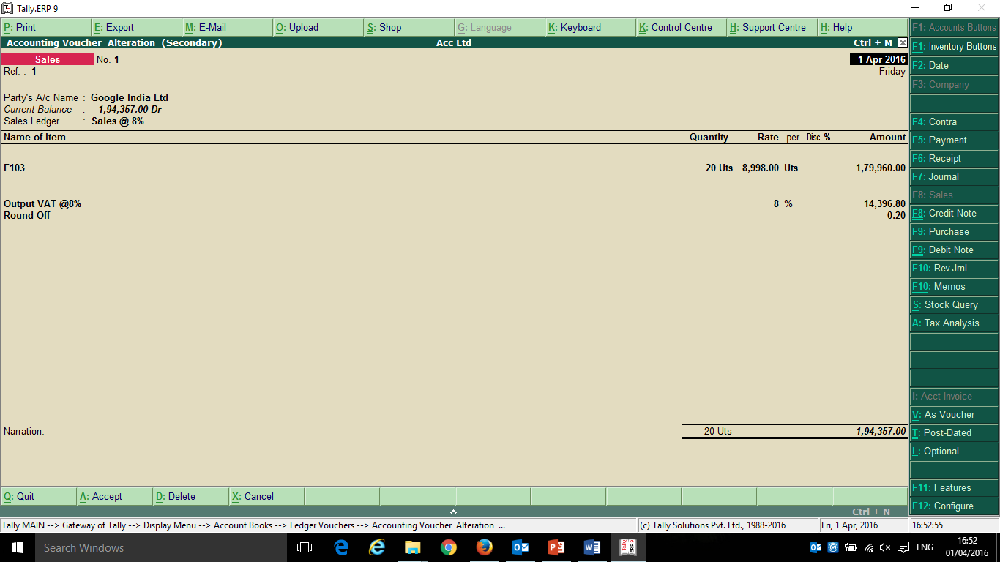 Tally.ERP 9
P: Print E: Export M: E-Mail O: Upload S: Shop G: Language K: Keyboard K: Control Centre H: Support Centre H: Help
Accounting Voucher Alteration (Secondary) Acc Ltd Ctrl + M
Sales No. 1 1-Apr-2016
Ref. : 1 Friday
Party's A/c Name : Google India Ltd
Current Balance : 1,94,357.00 Dr
Sales Ledger : Sales @ 8%
Name of Item Quantity Rate per Disc. % Amount
F103 20 Uts 8,998.00 Uts 1,79,960.00
Output VAT @8% 8 % 14,396.80
Round Off 0.20
Narration: 20 Uts 1,94,357.00
Q: Quit A: Accept D: Delete X: Cancel
Ctrl + N
F1: Accounts Buttons
F1: Inventory Buttons
F2: Date
F3: Company
F4: Contra
F5: Payment
F6: Receipt
F7: Journal
F8: Sales
F8: Credit Note
F9: Purchase
F9: Debit Note
F10: Rev Jrnl
F10: Memos
S: Stock Query
A: Tax Analysis
I: Acct Invoice
V: As Voucher
T: Post-Dated
L: Optional
F11: Features
F12: Configure
Tally MAIN --> Gateway of Tally --> Display Menu --> Account Books --> Ledger Vouchers --> Accounting Voucher Alteration ... (c) Tally Solutions Pvt. Ltd., 1988-2016 Fri, 1 Apr, 2016 16:52:55
Search Windows ENG 16:52
01/04/2016